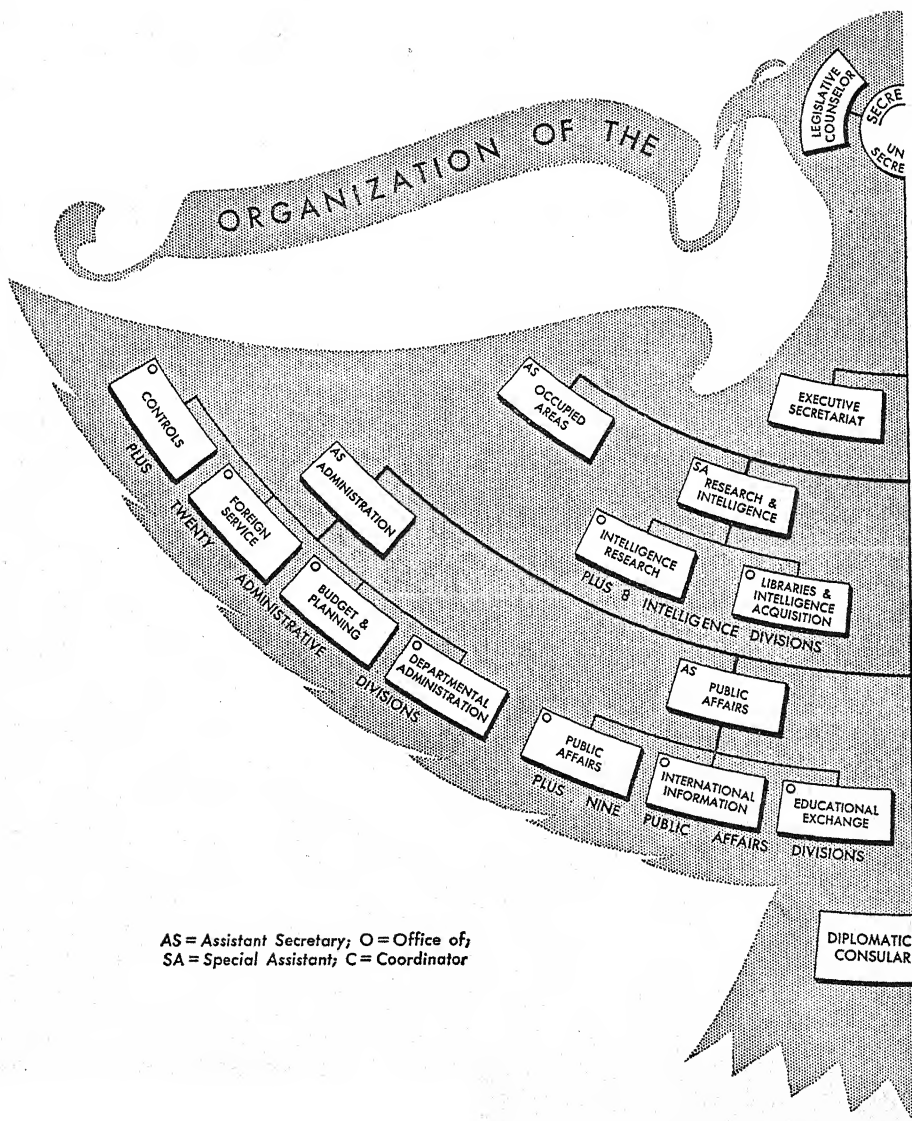 ORGANIZATION OF THE
LEGISLATIVE
COUNSELOR
SECRE
UN
SECRE
EXECUTIVE
SECRETARIAT
AS
OCCUPIED
AREAS
SA
RESEARCH &
INTELLIGENCE
O
INTELLIGENCE
RESEARCH
O
LIBRARIES &
INTELLIGENCE
ACQUISITION
PLUS 8 INTELLIGENCE DIVISIONS
AS
ADMINISTRATION
O
CONTROLS
O
FOREIGN
SERVICE
O
BUDGET &
PLANNING
O
DEPARTMENTAL
ADMINISTRATION
PLUS TWENTY ADMINISTRATIVE DIVISIONS
AS
PUBLIC
AFFAIRS
O
PUBLIC
AFFAIRS
O
INTERNATIONAL
INFORMATION
O
EDUCATIONAL
EXCHANGE
PLUS NINE PUBLIC AFFAIRS DIVISIONS
DIPLOMATIC
CONSULAR
AS = Assistant Secretary; O = Office of;
SA = Special Assistant; C = Coordinator